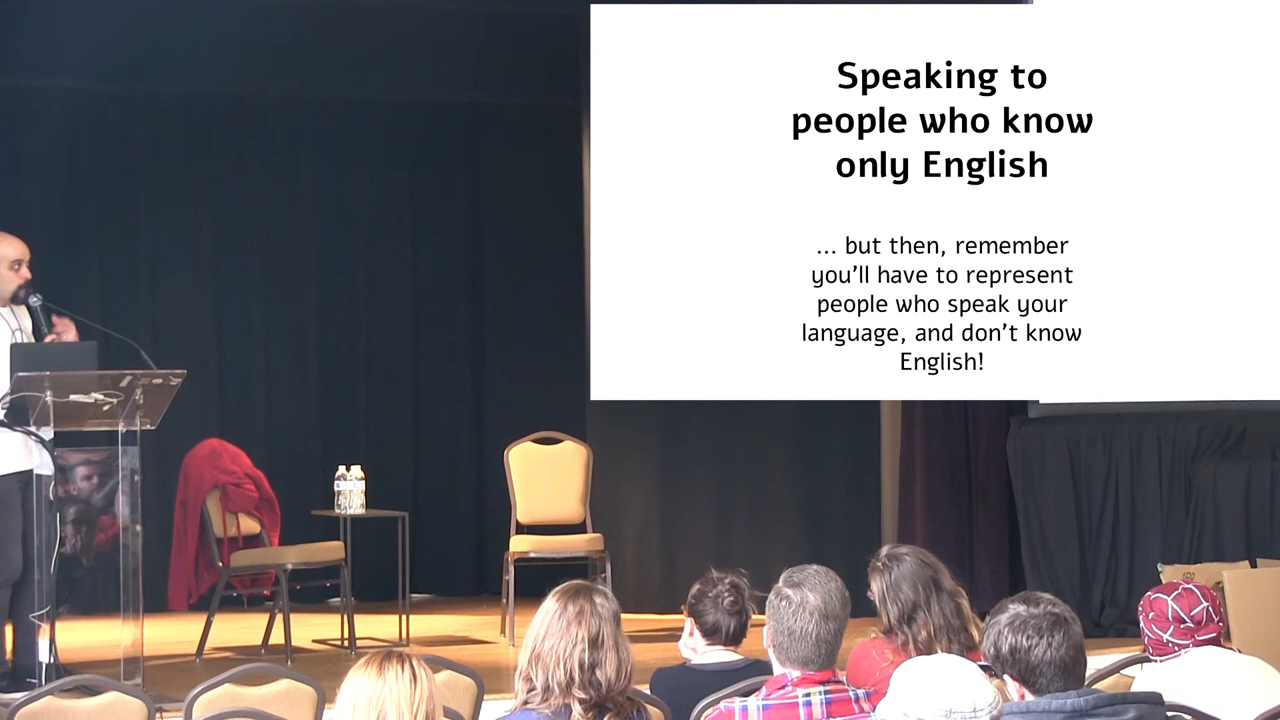 Speaking to
people who know
only English
... but then, remember
you'll have to represent
people who speak your
language, and don't know
English!